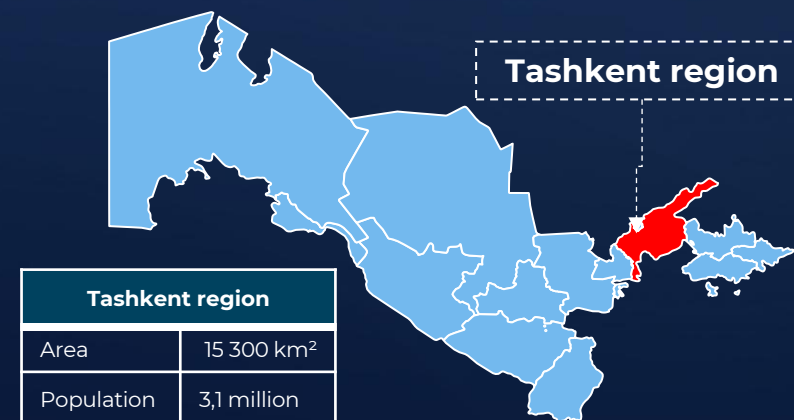 Tashkent region
Tashkent region
Area 15 300 km²
Population 3,1 million